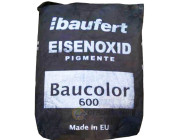 !baufert
EISENOXID
PIGMENTE
Baucolor
600
Made in EU